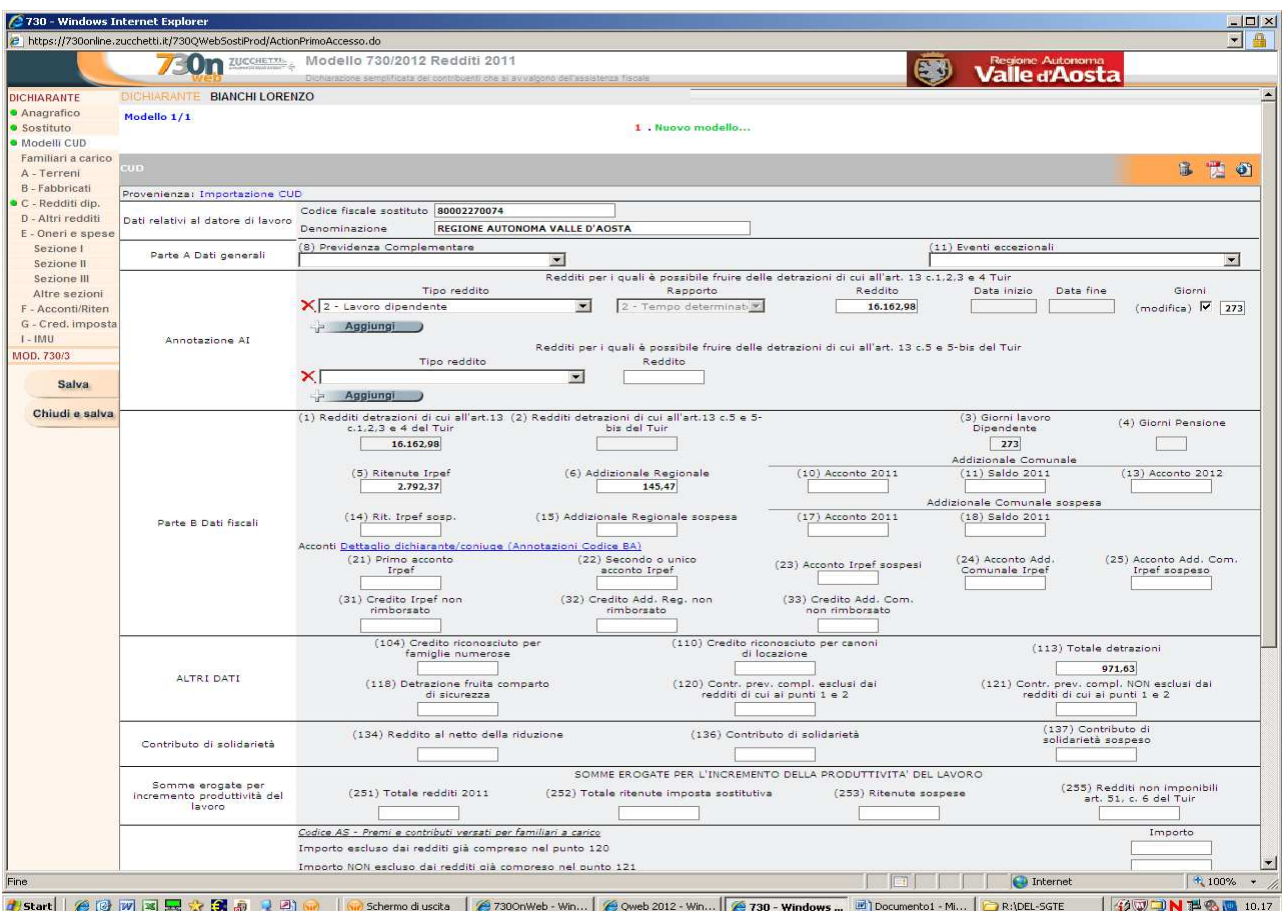 730 - Windows Internet Explorer
https://730online.zucchetti.it/730QWebSostiProd/ActionPrimoAccesso.do
730n web ZUCCHETTI Modello 730/2012 Redditi 2011
Dichiarazione semplificata dei contribuenti che si avvalgono dell'assistenza fiscale
Regione Autonoma
Valle d'Aosta
DICHIARANTE
Anagrafico
Sostituto
Modelli CUD
Familiari a carico
A - Terreni
B - Fabbricati
C - Redditi dip.
D - Altri redditi
E - Oneri e spese
Sezione I
Sezione II
Sezione III
Altre sezioni
F - Acconti/Riten
G - Cred. imposta
I - IMU
MOD. 730/3
Salva
Chiudi e salva
DICHIARANTE BIANCHI LORENZO
Modello 1/1
1 . Nuovo modello...
CUD
Provenienza: Importazione CUD
Dati relativi al datore di lavoro
Codice fiscale sostituto 80002270074
Denominazione REGIONE AUTONOMA VALLE D'AOSTA
Parte A Dati generali
(8) Previdenza Complementare (11) Eventi eccezionali
Annotazione AI
Redditi per i quali è possibile fruire delle detrazioni di cui all'art. 13 c.1,2,3 e 4 Tuir
Tipo reddito Rapporto Reddito Data inizio Data fine Giorni
2 - Lavoro dipendente 2 - Tempo determinat 16.162,98 (modifica) 273
Aggiungi
Redditi per i quali è possibile fruire delle detrazioni di cui all'art. 13 c.5 e 5-bis del Tuir
Tipo reddito Reddito
Aggiungi
Parte B Dati fiscali
(1) Redditi detrazioni di cui all'art.13 c.1,2,3 e 4 del Tuir
16.162,98
(2) Redditi detrazioni di cui all'art.13 c.5 e 5-bis del Tuir
(3) Giorni lavoro Dipendente
273
(4) Giorni Pensione
Addizionale Comunale
(5) Ritenute Irpef (6) Addizionale Regionale (10) Acconto 2011 (11) Saldo 2011 (13) Acconto 2012
2.792,37 145,47
Addizionale Comunale sospesa
(14) Rit. Irpef sosp. (15) Addizionale Regionale sospesa (17) Acconto 2011 (18) Saldo 2011
Acconti Dettaglio dichiarante/coniuge (Annotazioni Codice BA)
(21) Primo acconto Irpef
(22) Secondo o unico acconto Irpef
(23) Acconto Irpef sospesi
(24) Acconto Add. Comunale Irpef
(25) Acconto Add. Com. Irpef sospeso
(31) Credito Irpef non rimborsato
(32) Credito Add. Reg. non rimborsato
(33) Credito Add. Com. non rimborsato
ALTRI DATI
(104) Credito riconosciuto per famiglie numerose
(110) Credito riconosciuto per canoni di locazione
(113) Totale detrazioni
971,63
(118) Detrazione fruita comparto di sicurezza
(120) Contr. prev. compl. esclusi dai redditi di cui ai punti 1 e 2
(121) Contr. prev. compl. NON esclusi dai redditi di cui ai punti 1 e 2
Contributo di solidarietà
(134) Reddito al netto della riduzione
(136) Contributo di solidarietà
(137) Contributo di solidarietà sospeso
Somme erogate per incremento produttività del lavoro
SOMME EROGATE PER L'INCREMENTO DELLA PRODUTTIVITA' DEL LAVORO
(251) Totale redditi 2011
(252) Totale ritenute imposta sostitutiva
(253) Ritenute sospese
(255) Redditi non imponibili art. 51, c. 6 del Tuir
Codice AS - Premi e contributi versati per familiari a carico Importo
Importo escluso dai redditi già compreso nel punto 120
Importo NON escluso dai redditi già compreso nel punto 121
Fine Internet 100%
Start Schermo di uscita 730OnWeb - Win... Qweb 2012 - Win... 730 - Windows ... Documento1 - Mi... R:\DEL-SGTE 10.17